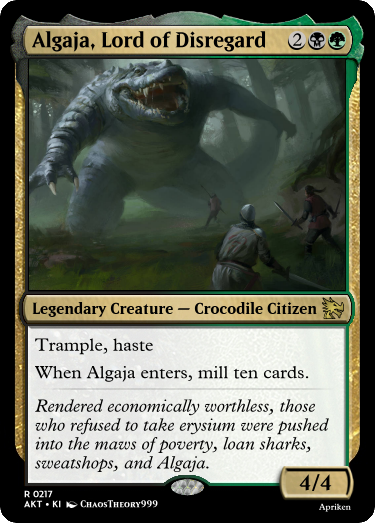 Algaja, Lord of Disregard 2
Legendary Creature — Crocodile Citizen
Trample, haste
When Algaja enters, mill ten cards.
Rendered economically worthless, those
who refused to take erysium were pushed
into the maws of poverty, loan sharks,
sweatshops, and Algaja.
4/4
R 0217
AKT • KI ChaosTheory999
Apriken